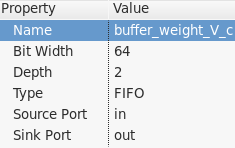 Property Value
Name buffer_weight_V_c
Bit Width 64
Depth 2
Type FIFO
Source Port in
Sink Port out